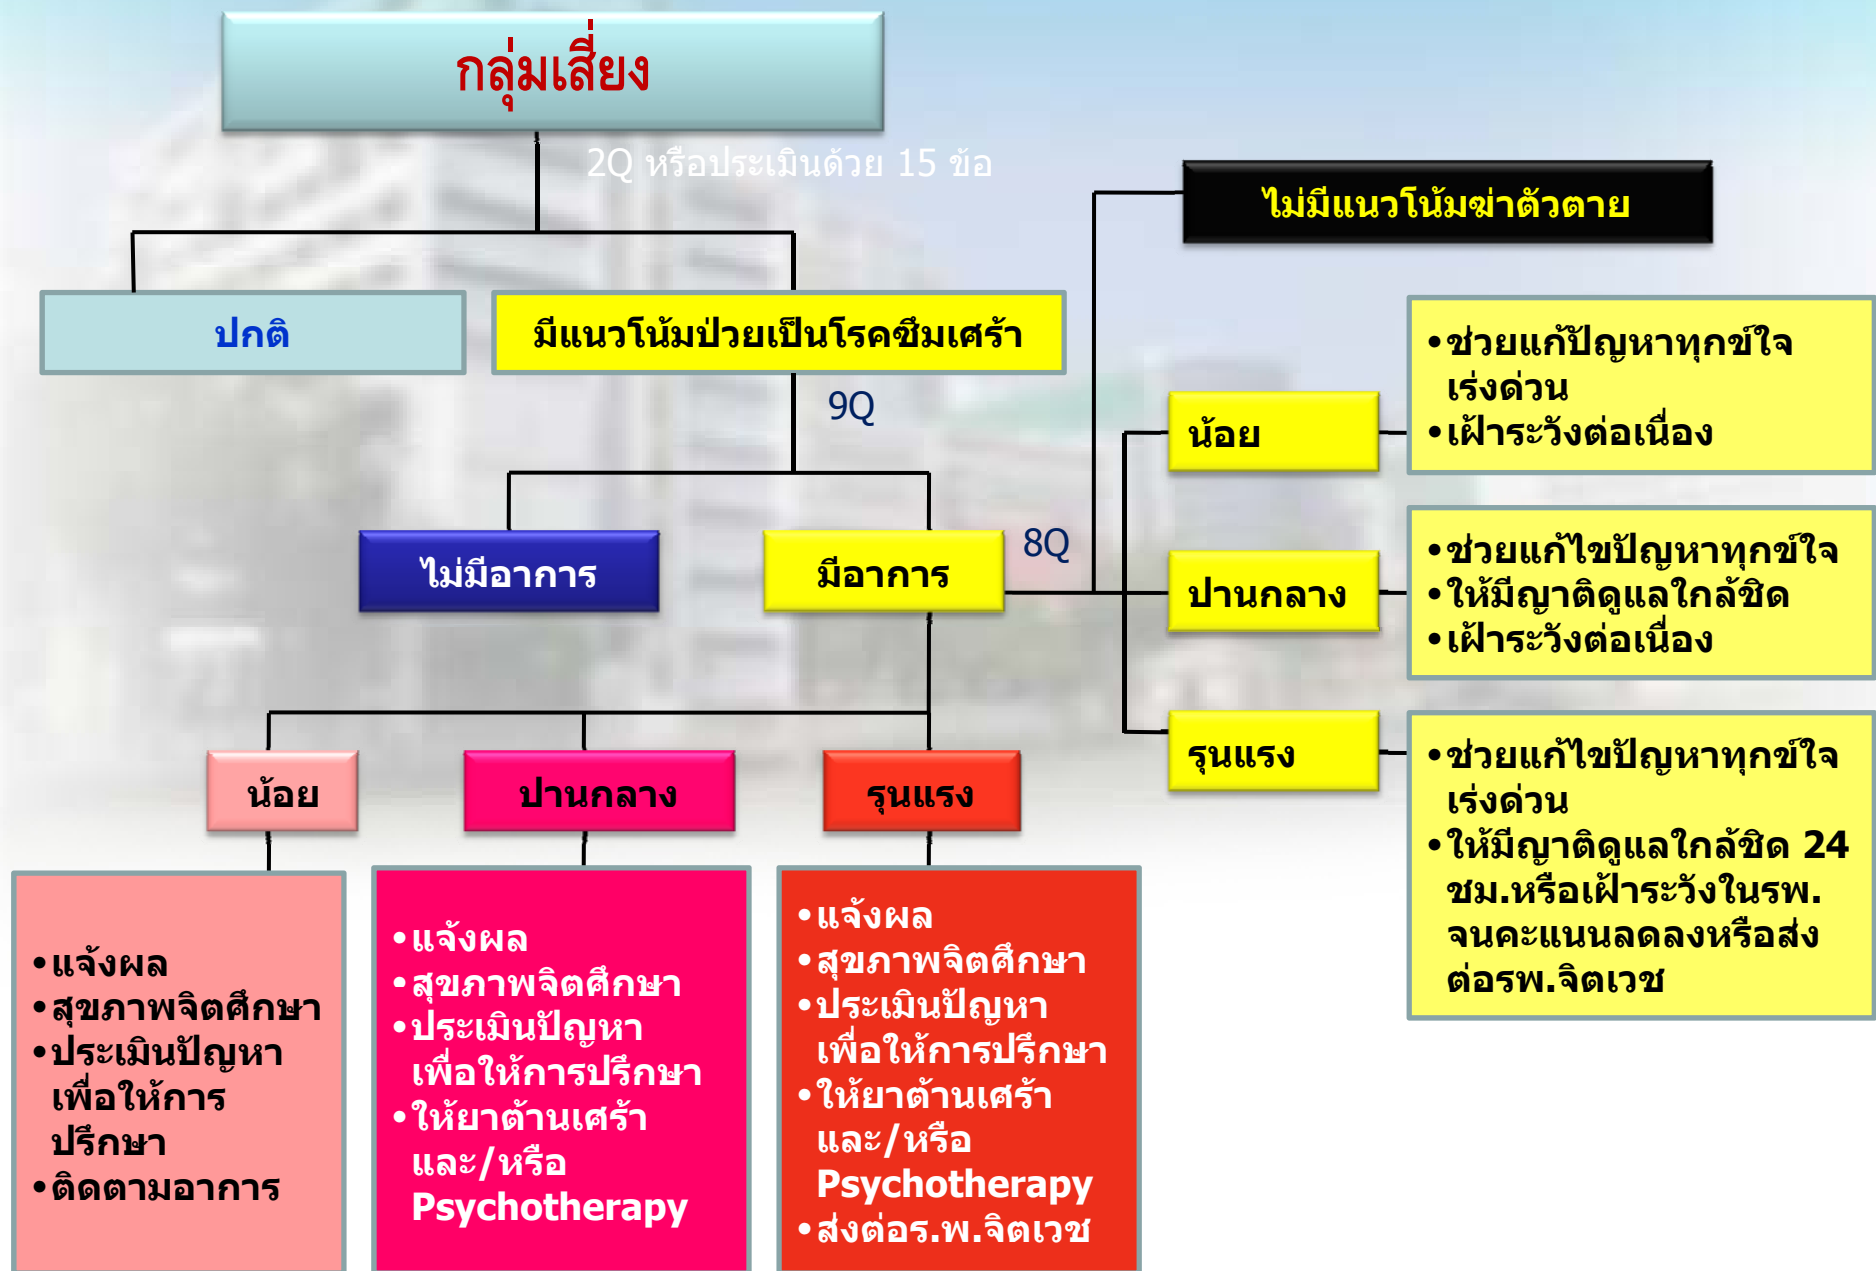 กลุ่มเสี่ยง
2Q หรือประเมินด้วย 15 ข้อ
ไม่มีแนวโน้มฆ่าตัวตาย
ปกติ
มีแนวโน้มป่วยเป็นโรคซึมเศร้า
9Q
ไม่มีอาการ
มีอาการ
8Q
น้อย
•ช่วยแก้ปัญหาทุกข์ใจ
เร่งด่วน
•เฝ้าระวังต่อเนื่อง
ปานกลาง
•ช่วยแก้ไขปัญหาทุกข์ใจ
•ให้มีญาติดูแลใกล้ชิด
•เฝ้าระวังต่อเนื่อง
รุนแรง
•ช่วยแก้ไขปัญหาทุกข์ใจ
เร่งด่วน
•ให้มีญาติดูแลใกล้ชิด 24
ชม.หรือเฝ้าระวังในรพ.
จนคะแนนลดลงหรือส่ง
ต่อรพ.จิตเวช
น้อย
•แจ้งผล
•สุขภาพจิตศึกษา
•ประเมินปัญหา
เพื่อให้การ
ปรึกษา
•ติดตามอาการ
ปานกลาง
•แจ้งผล
•สุขภาพจิตศึกษา
•ประเมินปัญหา
เพื่อให้การปรึกษา
•ให้ยาต้านเศร้า
และ/หรือ
Psychotherapy
รุนแรง
•แจ้งผล
•สุขภาพจิตศึกษา
•ประเมินปัญหา
เพื่อให้การปรึกษา
•ให้ยาต้านเศร้า
และ/หรือ
Psychotherapy
•ส่งต่อร.พ.จิตเวช